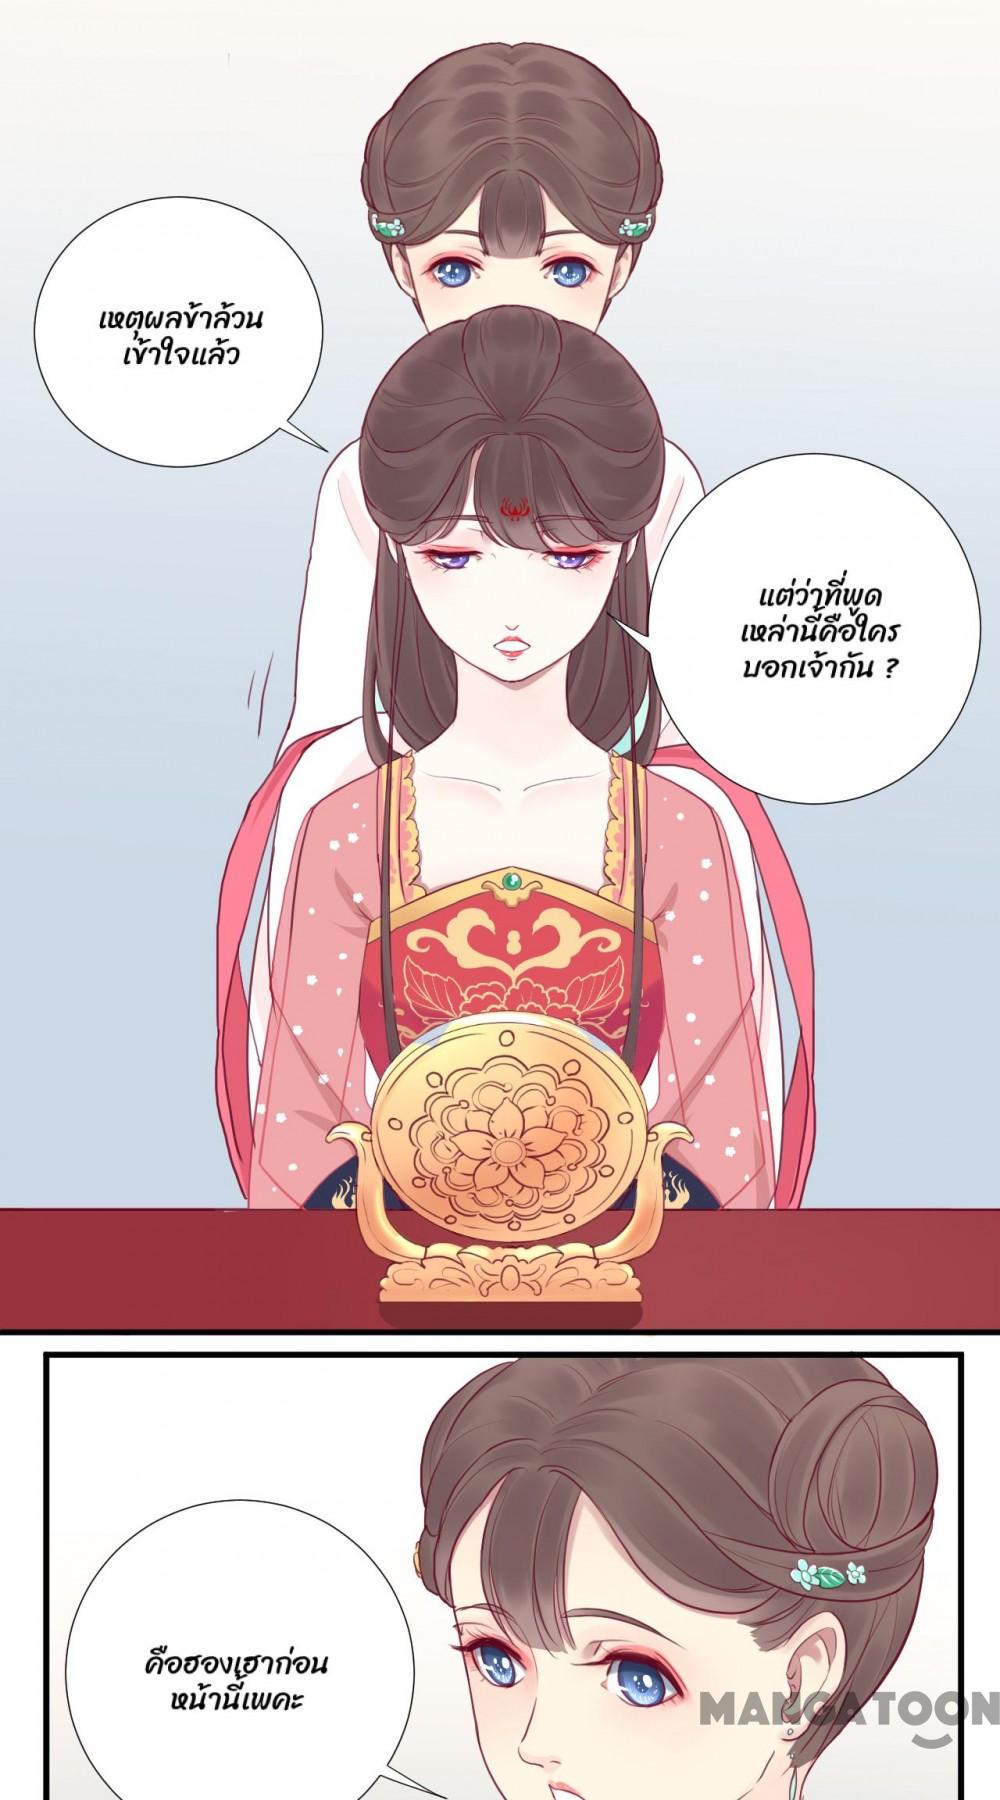 เหตุผลข้าล้วน
เข้าใจแล้ว
แต่ว่าที่พูด
เหล่านี้คือใคร
บอกเจ้ากัน ?
คือฮองเฮาก่อน
หน้านี้เพคะ
MANGATOON